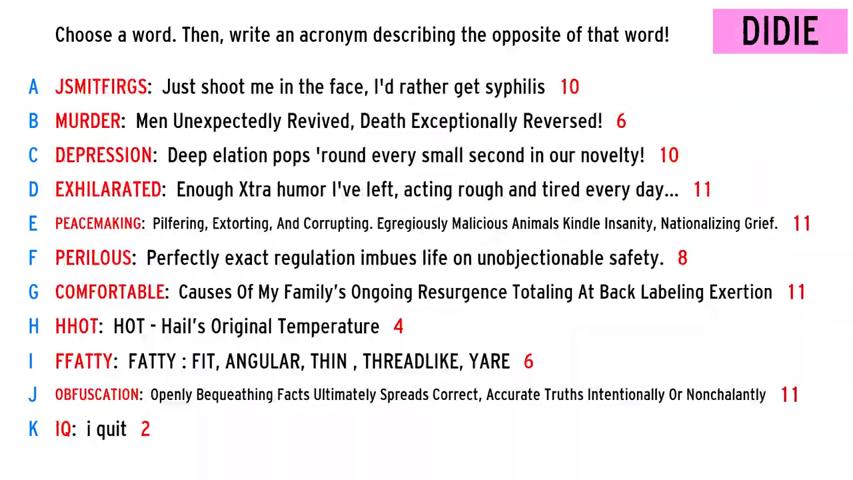 Choose a word. Then, write an acronym describing the opposite of that word!
DIDIE
A JSMITFIRGS: Just shoot me in the face, I'd rather get syphilis 10
B MURDER: Men Unexpectedly Revived, Death Exceptionally Reversed! 6
C DEPRESSION: Deep elation pops 'round every small second in our novelty! 10
D EXHILARATED: Enough Xtra humor I've left, acting rough and tired every day... 11
E PEACEMAKING: Pilfering, Extorting, And Corrupting. Egregiously Malicious Animals Kindle Insanity, Nationalizing Grief. 11
F PERILOUS: Perfectly exact regulation imbues life on unobjectionable safety. 8
G COMFORTABLE: Causes Of My Family's Ongoing Resurgence Totaling At Back Labeling Exertion 11
H HHOT: HOT - Hail's Original Temperature 4
I FFATTY: FATTY : FIT, ANGULAR, THIN , THREADLIKE, YARE 6
J OBFUSCATION: Openly Bequeathing Facts Ultimately Spreads Correct, Accurate Truths Intentionally Or Nonchalantly 11
K IQ: i quit 2